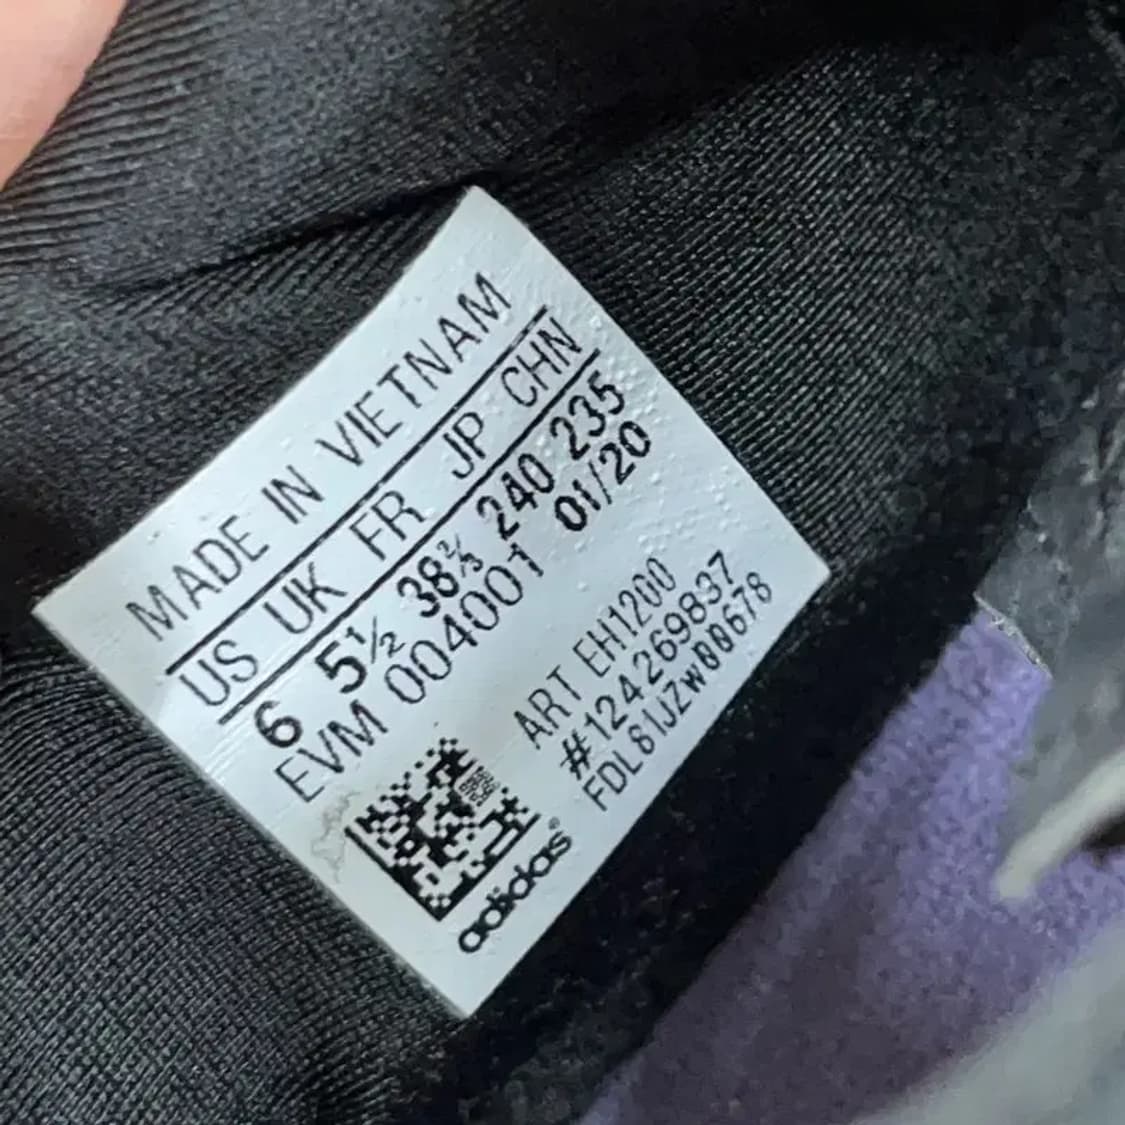 MADE IN VIETNAM
US UK FR JP CHN
6 5½ 38⅔ 240 235
EVM 004001 01/20
ART EH1200
#124269837
FDL81JZW00678
adidas®